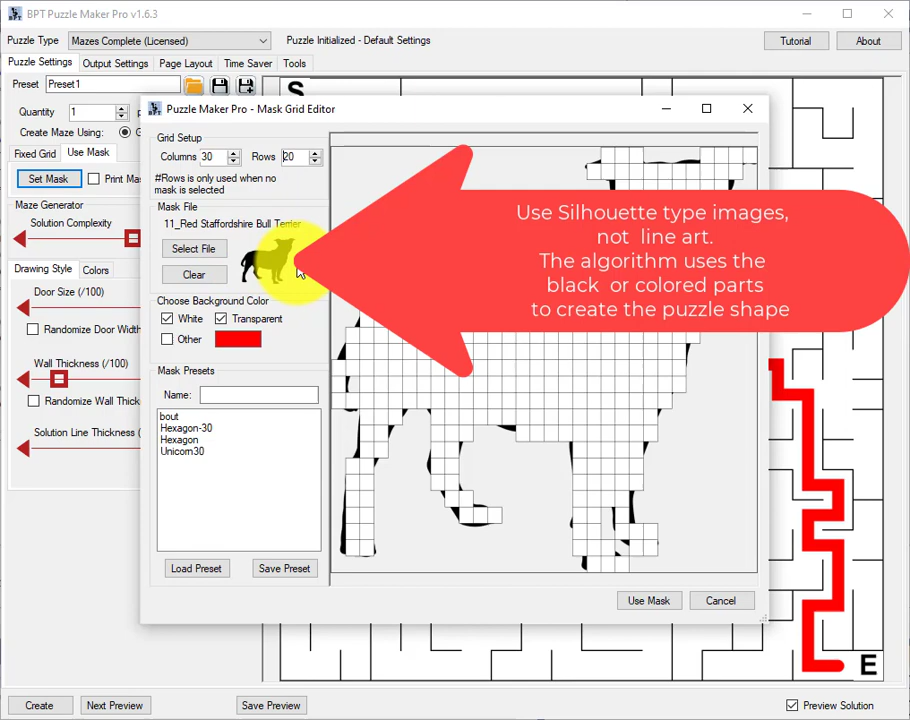 BPT Puzzle Maker Pro v1.6.3
Puzzle Type
Mazes Complete (Licensed)
Puzzle Initialized - Default Settings
Tutorial
About
Puzzle Settings
Output Settings
Page Layout
Time Saver
Tools
Preset
Preset1
Quantity
1
Create Maze Using:
Fixed Grid
Use Mask
Set Mask
Print
Maze Generator
Solution Complexity
Drawing Style
Colors
Door Size (/100)
Randomize Door Width
Wall Thickness (/100)
Randomize Wall Thick
Solution Line Thickness (
S
Puzzle Maker Pro - Mask Grid Editor
Grid Setup
Columns
30
Rows
20
#Rows is only used when no
mask is selected
Mask File
11_Red Staffordshire Bull Terrier
Select File
Clear
Choose Background Color
White
Transparent
Other
Mask Presets
Name:
bout
Hexagon-30
Hexagon
Unicorn30
Load Preset
Save Preset
Use Silhouette type images,
not line art.
The algorithm uses the
black or colored parts
to create the puzzle shape
Use Mask
Cancel
E
Create
Next Preview
Save Preview
Preview Solution